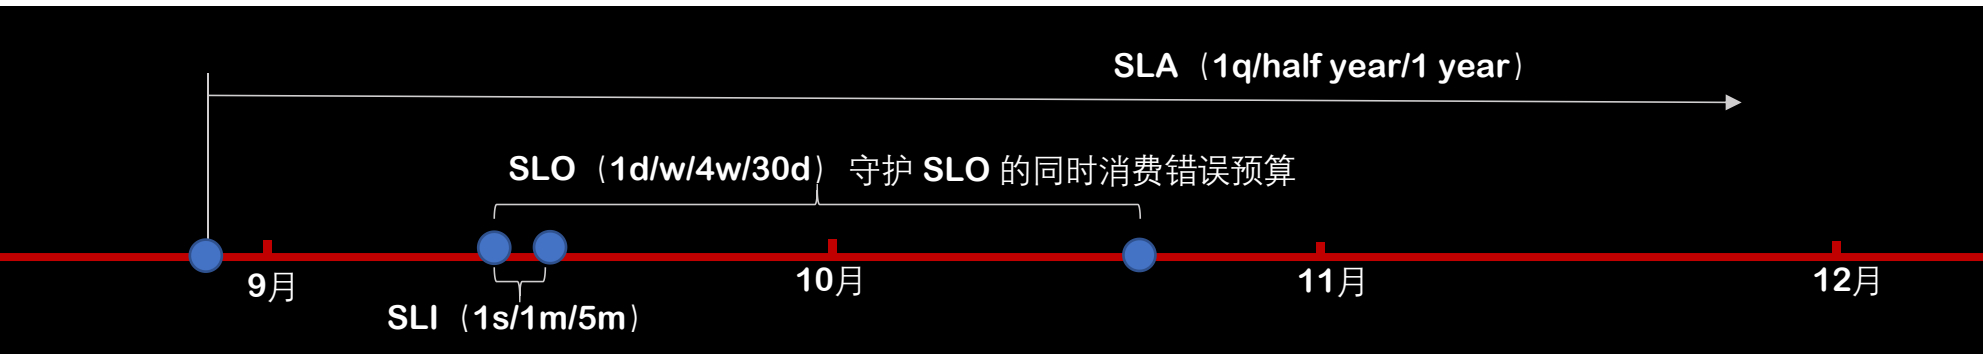 SLA（1q/half year/1 year）
SLO（1d/w/4w/30d） 守护 SLO 的同时消费错误预算
9月
10月
11月
12月
SLI（1s/1m/5m）